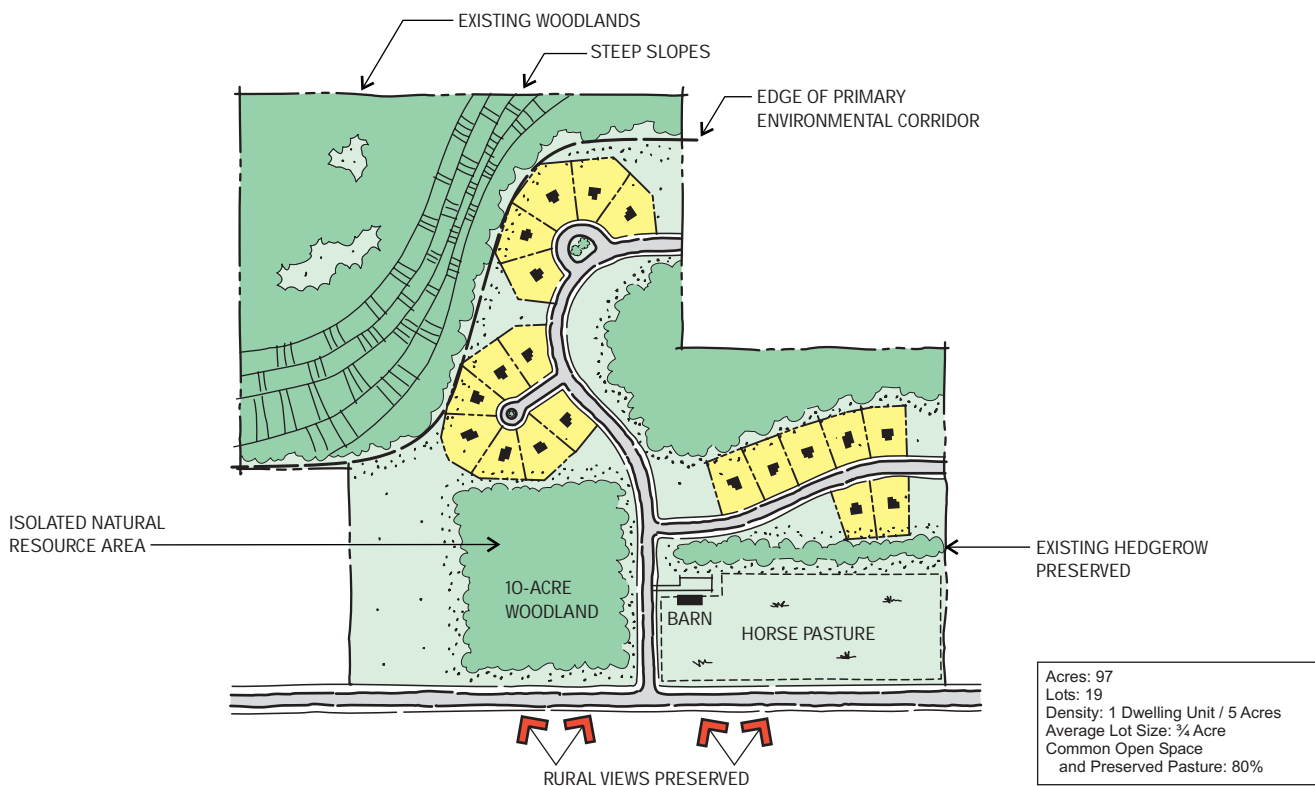 EXISTING WOODLANDS
STEEP SLOPES
EDGE OF PRIMARY
ENVIRONMENTAL CORRIDOR
ISOLATED NATURAL
RESOURCE AREA
EXISTING HEDGEROW
PRESERVED
10-ACRE
WOODLAND
BARN
HORSE PASTURE
RURAL VIEWS PRESERVED
Acres: 97
Lots: 19
Density: 1 Dwelling Unit / 5 Acres
Average Lot Size: ¾ Acre
Common Open Space
and Preserved Pasture: 80%